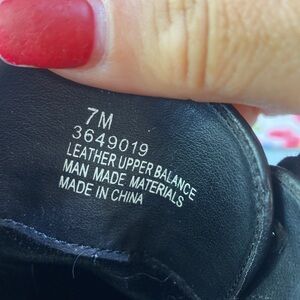 7M
3649019
LEATHER UPPER BALANCE
MAN MADE MATERIALS
MADE IN CHINA